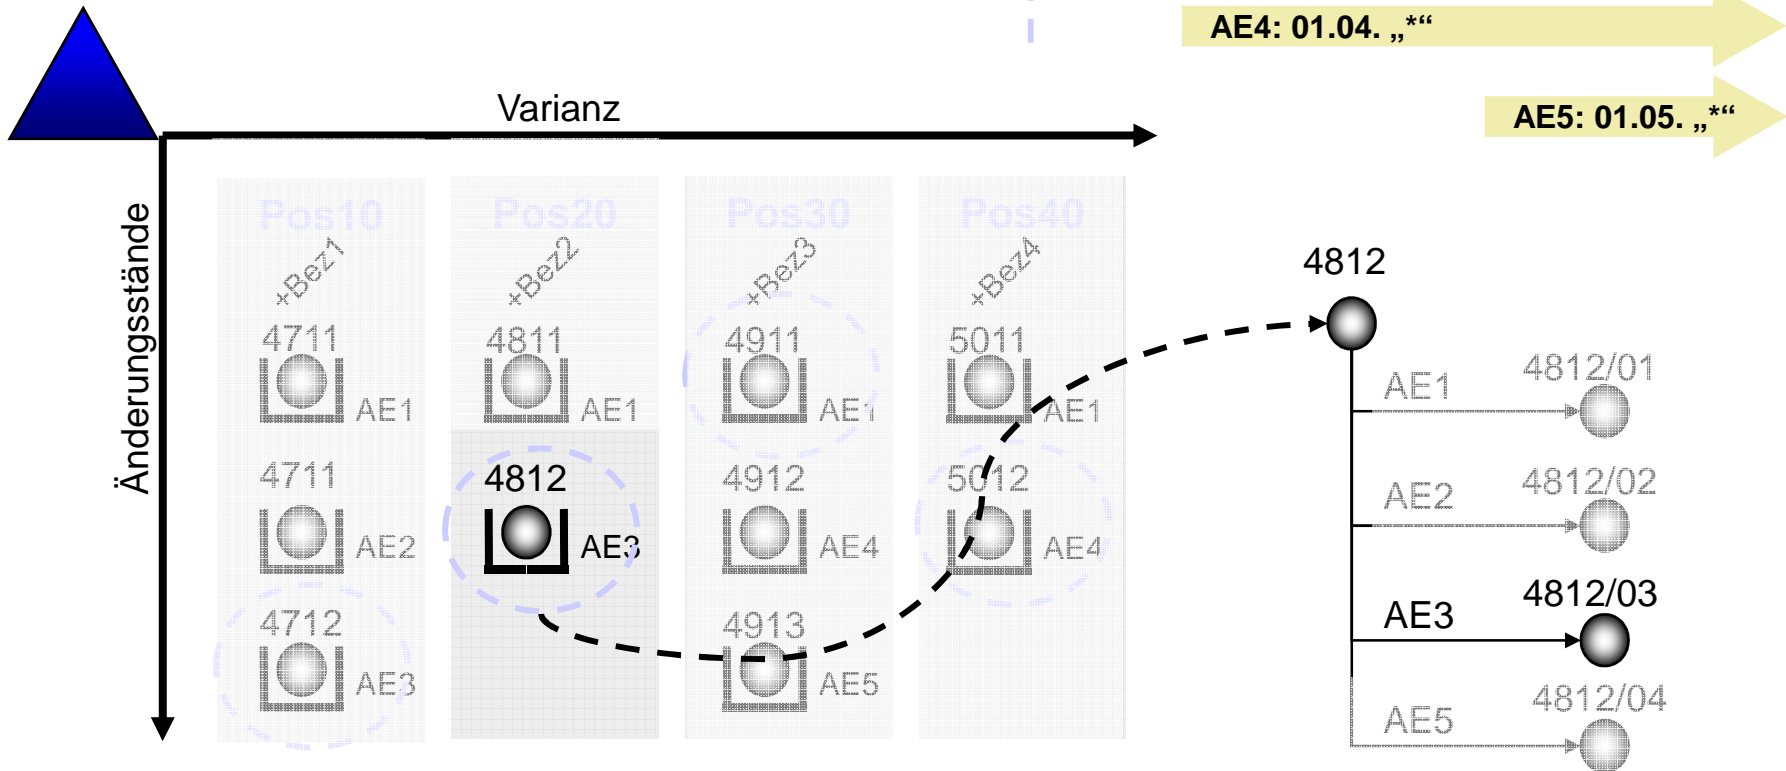 AE4: 01.04. „*“
AE5: 01.05. „*“
Varianz
Änderungsstände
Pos10
Pos20
Pos30
Pos40
+Bez1
+Bez2
+Bez3
+Bez4
4711
AE1
4811
AE1
4911
AE1
5011
AE1
4711
AE2
4812
AE3
4912
AE4
5012
AE4
4712
AE3
4913
AE5
4812
AE1
4812/01
AE2
4812/02
AE3
4812/03
AE5
4812/04